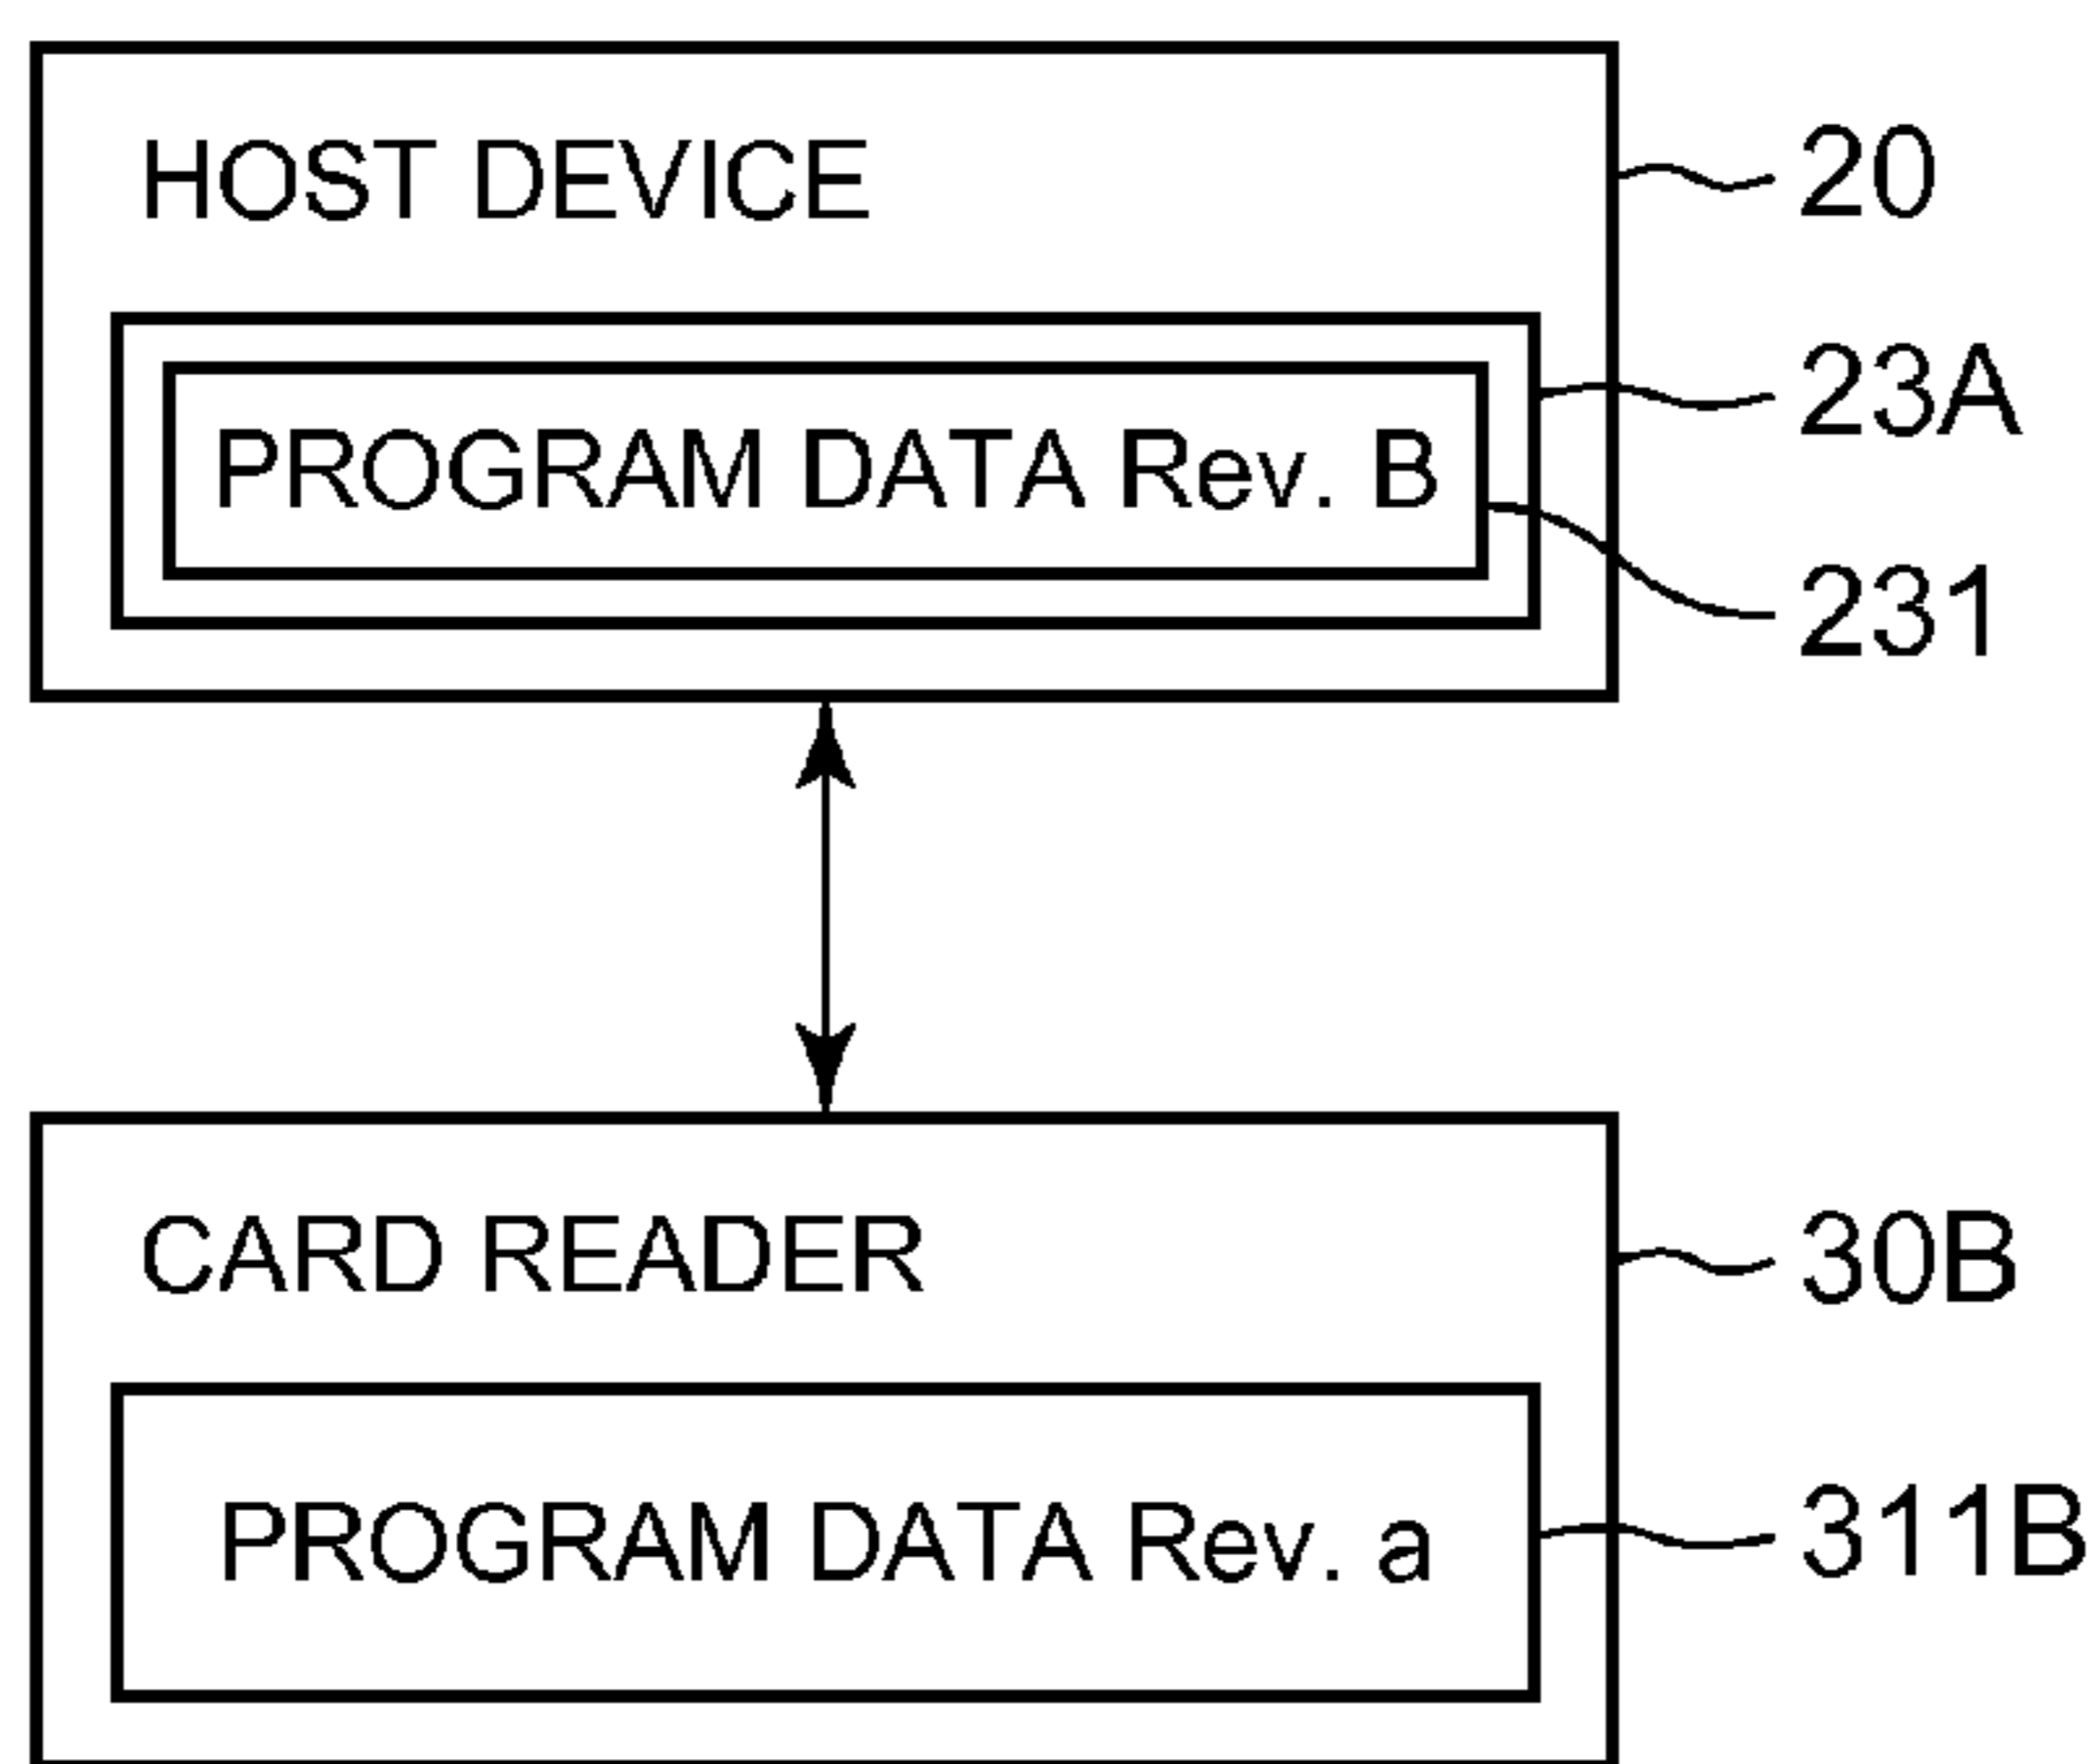 HOST DEVICE
20
23A
PROGRAM DATA Rev. B
231
CARD READER
30B
PROGRAM DATA Rev. a
311B